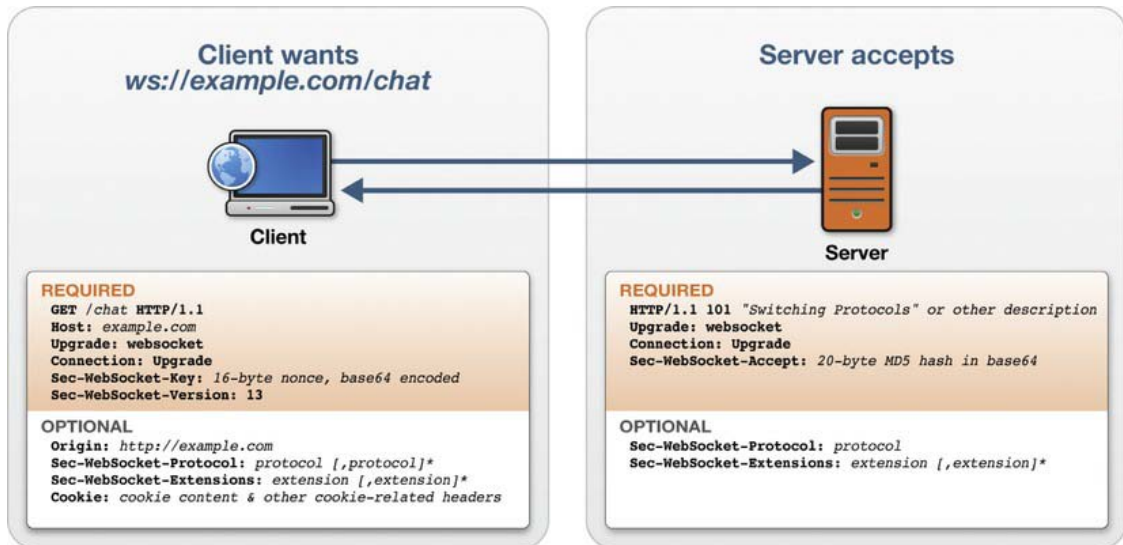 Client wants
ws://example.com/chat
Client
REQUIRED
GET /chat HTTP/1.1
Host: example.com
Upgrade: websocket
Connection: Upgrade
Sec-WebSocket-Key: 16-byte nonce, base64 encoded
Sec-WebSocket-Version: 13
OPTIONAL
Origin: http://example.com
Sec-WebSocket-Protocol: protocol [,protocol]*
Sec-WebSocket-Extensions: extension [,extension]*
Cookie: cookie content & other cookie-related headers
Server accepts
Server
REQUIRED
HTTP/1.1 101 "Switching Protocols" or other description
Upgrade: websocket
Connection: Upgrade
Sec-WebSocket-Accept: 20-byte MD5 hash in base64
OPTIONAL
Sec-WebSocket-Protocol: protocol
Sec-WebSocket-Extensions: extension [,extension]*